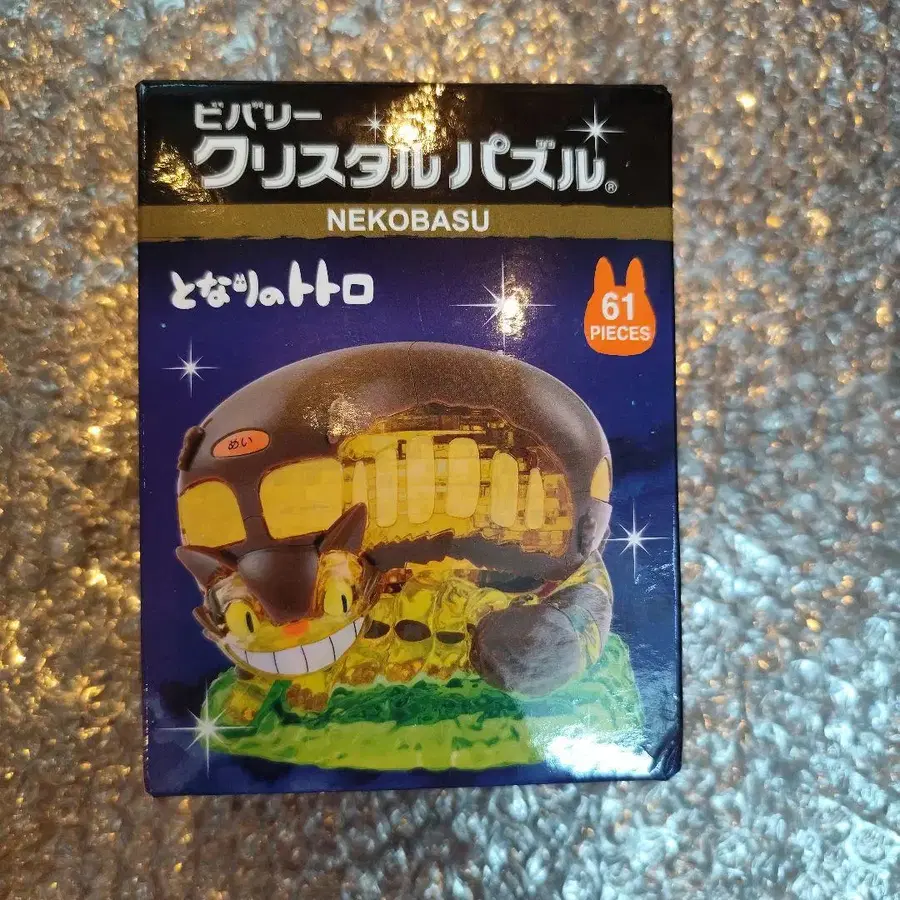 ビバリー
クリスタルパズル®
NEKOBASU
となりのトトロ
61
PIECES
めい